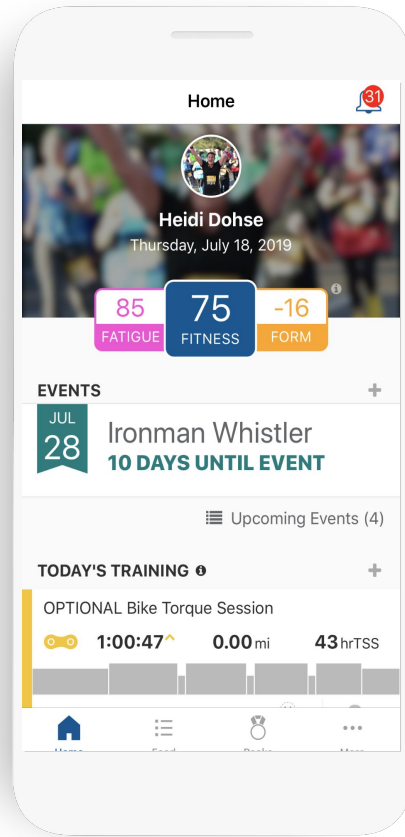 Home
31
Heidi Dohse
Thursday, July 18, 2019
85 75 -16
FATIGUE FITNESS FORM
EVENTS
JUL
28
Ironman Whistler
10 DAYS UNTIL EVENT
Upcoming Events (4)
TODAY'S TRAINING
OPTIONAL Bike Torque Session
1:00:47^ 0.00 mi 43 hrTSS